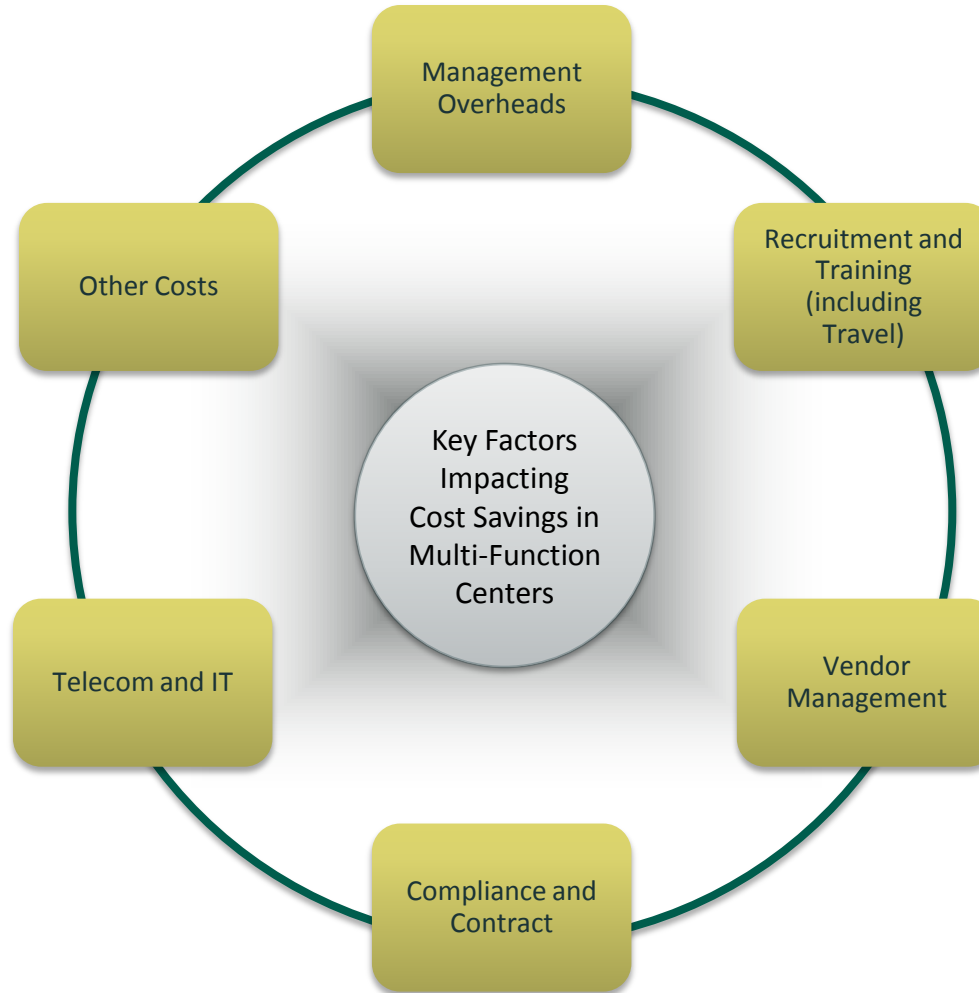 Management
Overheads
Recruitment and
Training
(including
Travel)
Other Costs
Key Factors
Impacting
Cost Savings in
Multi-Function
Centers
Vendor
Management
Telecom and IT
Compliance and
Contract